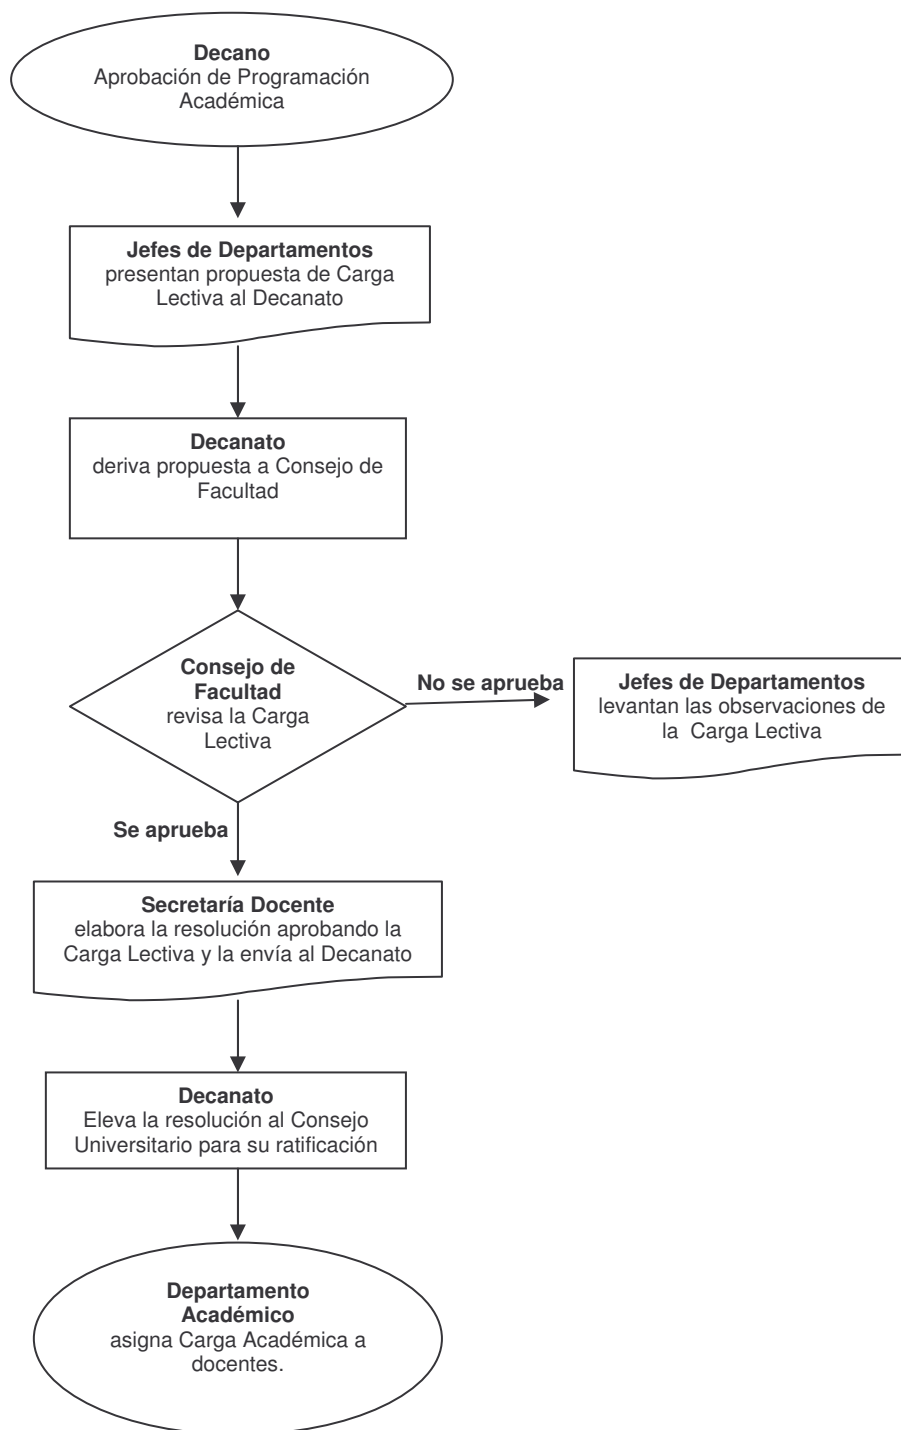 Decano
Aprobación de Programación
Académica
Jefes de Departamentos
presentan propuesta de Carga
Lectiva al Decanato
Decanato
deriva propuesta a Consejo de
Facultad
Consejo de
Facultad
revisa la Carga
Lectiva
No se aprueba
Jefes de Departamentos
levantan las observaciones de
la Carga Lectiva
Se aprueba
Secretaría Docente
elabora la resolución aprobando la
Carga Lectiva y la envía al Decanato
Decanato
Eleva la resolución al Consejo
Universitario para su ratificación
Departamento
Académico
asigna Carga Académica a
docentes.